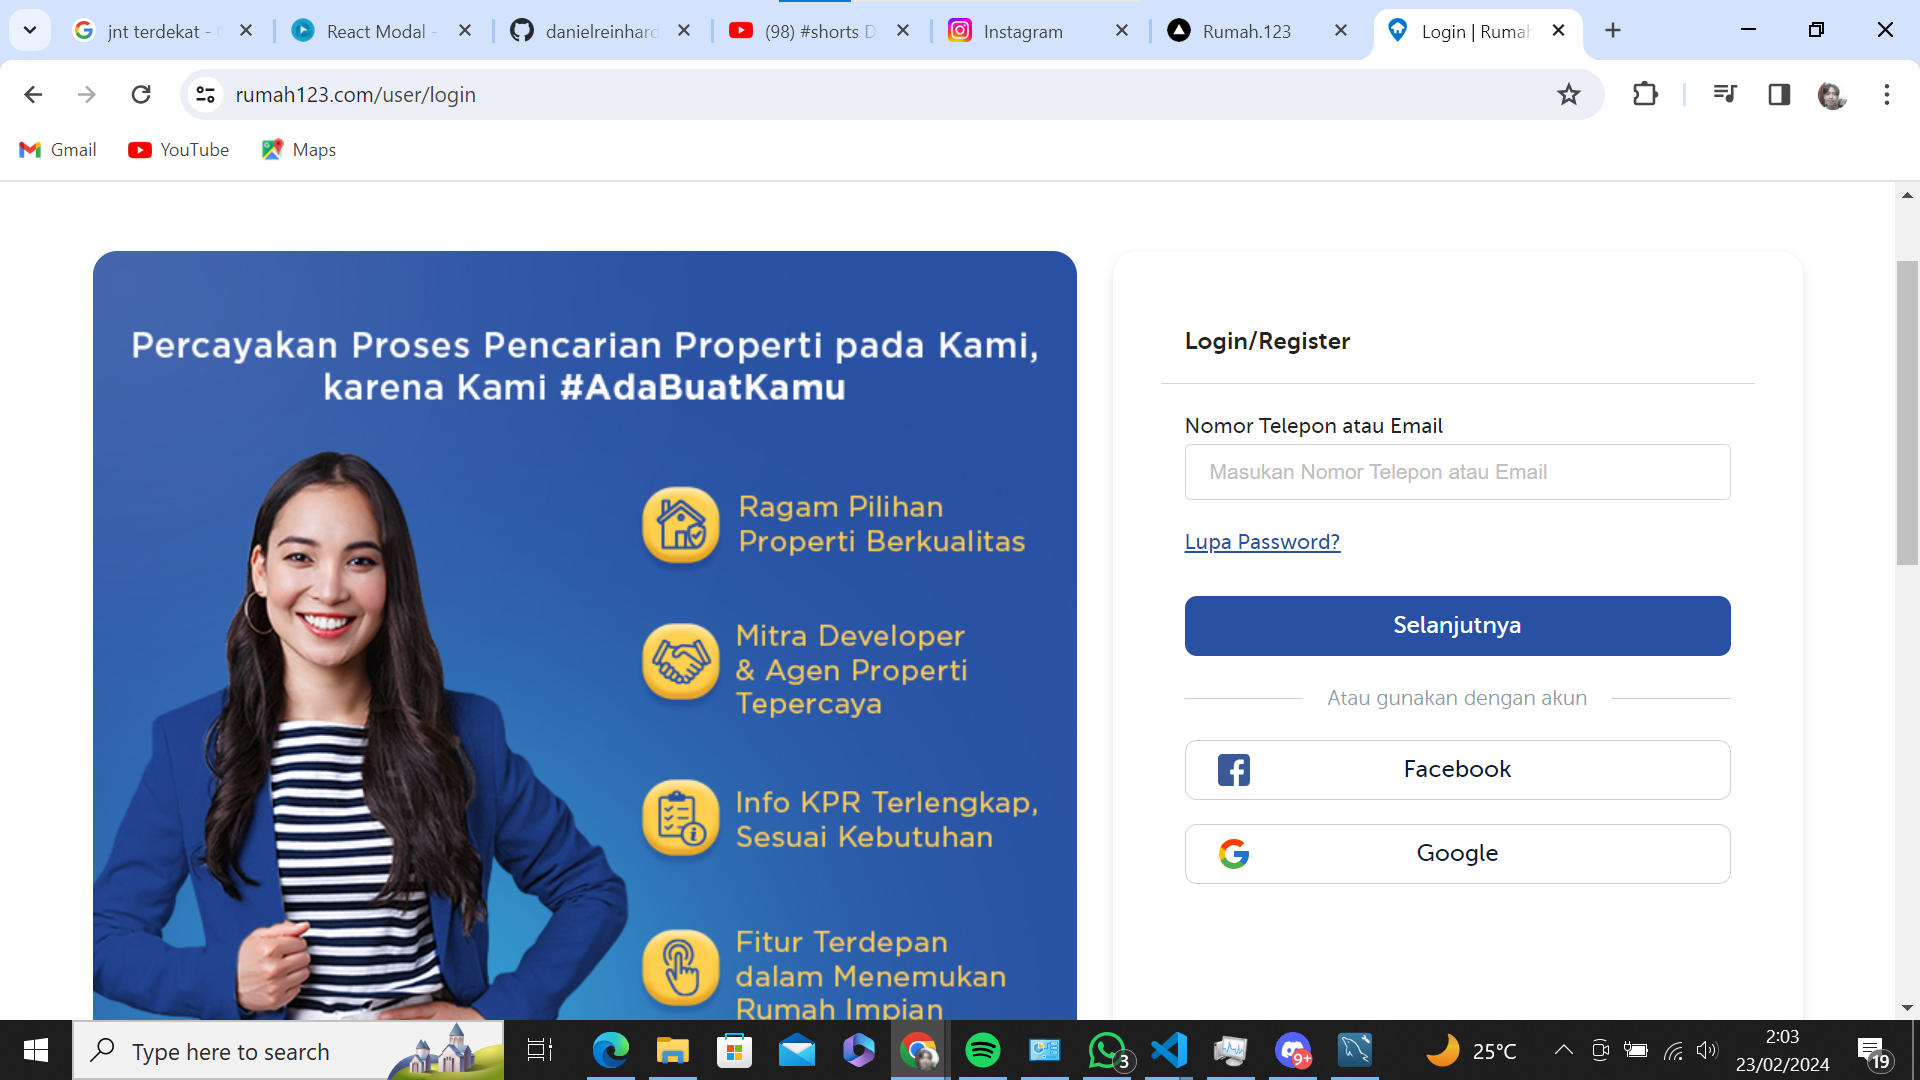 jnt terdekat -
React Modal -
danielreinhard
(98) #shorts D
Instagram
Rumah.123
Login | Rumah
rumah123.com/user/login
Gmail
YouTube
Maps
Percayakan Proses Pencarian Properti pada Kami,
karena Kami #AdaBuatKamu
Ragam Pilihan
Properti Berkualitas
Mitra Developer
& Agen Properti
Tepercaya
Info KPR Terlengkap,
Sesuai Kebutuhan
Fitur Terdepan
dalam Menemukan
Rumah Impian
Login/Register
Nomor Telepon atau Email
Masukan Nomor Telepon atau Email
Lupa Password?
Selanjutnya
Atau gunakan dengan akun
Facebook
Google
Type here to search
3
9+
25°C
2:03
23/02/2024
19